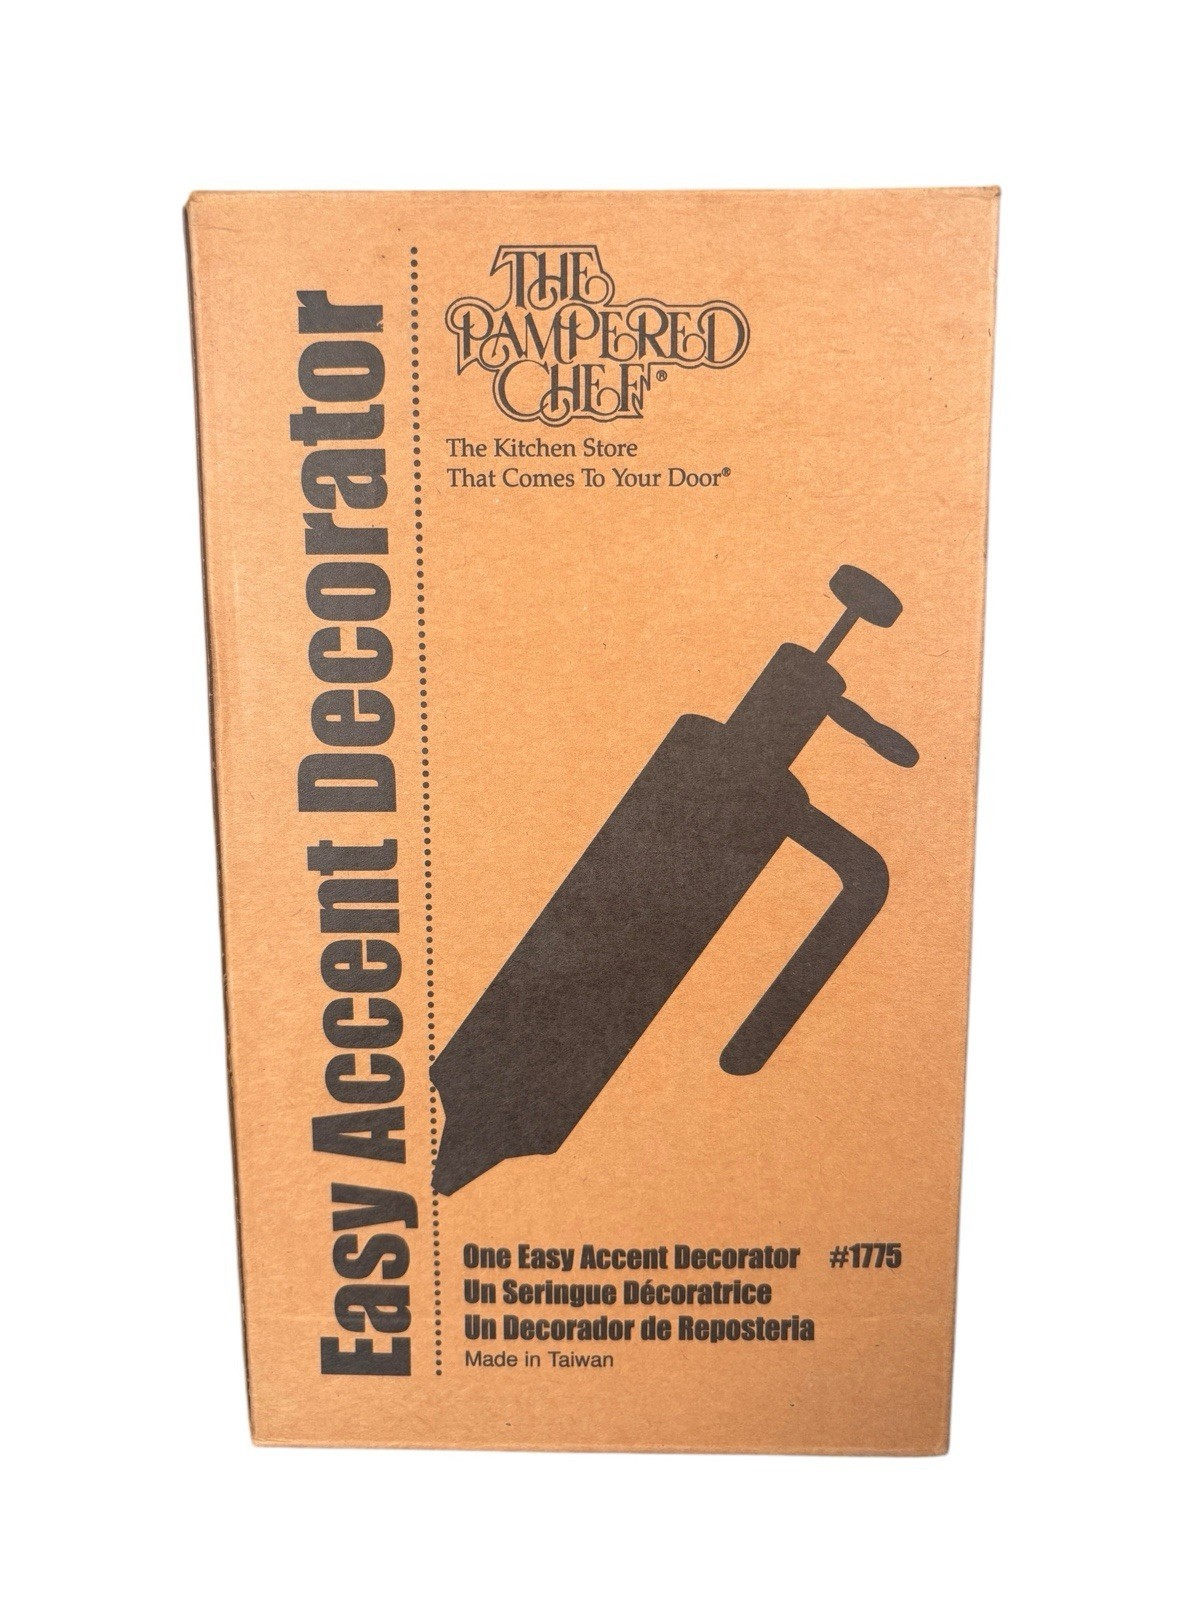 Easy Accent Decorator
THE
PAMPERED
CHEF®
The Kitchen Store
That Comes To Your Door®
One Easy Accent Decorator #1775
Un Seringue Décoratrice
Un Decorador de Reposteria
Made in Taiwan